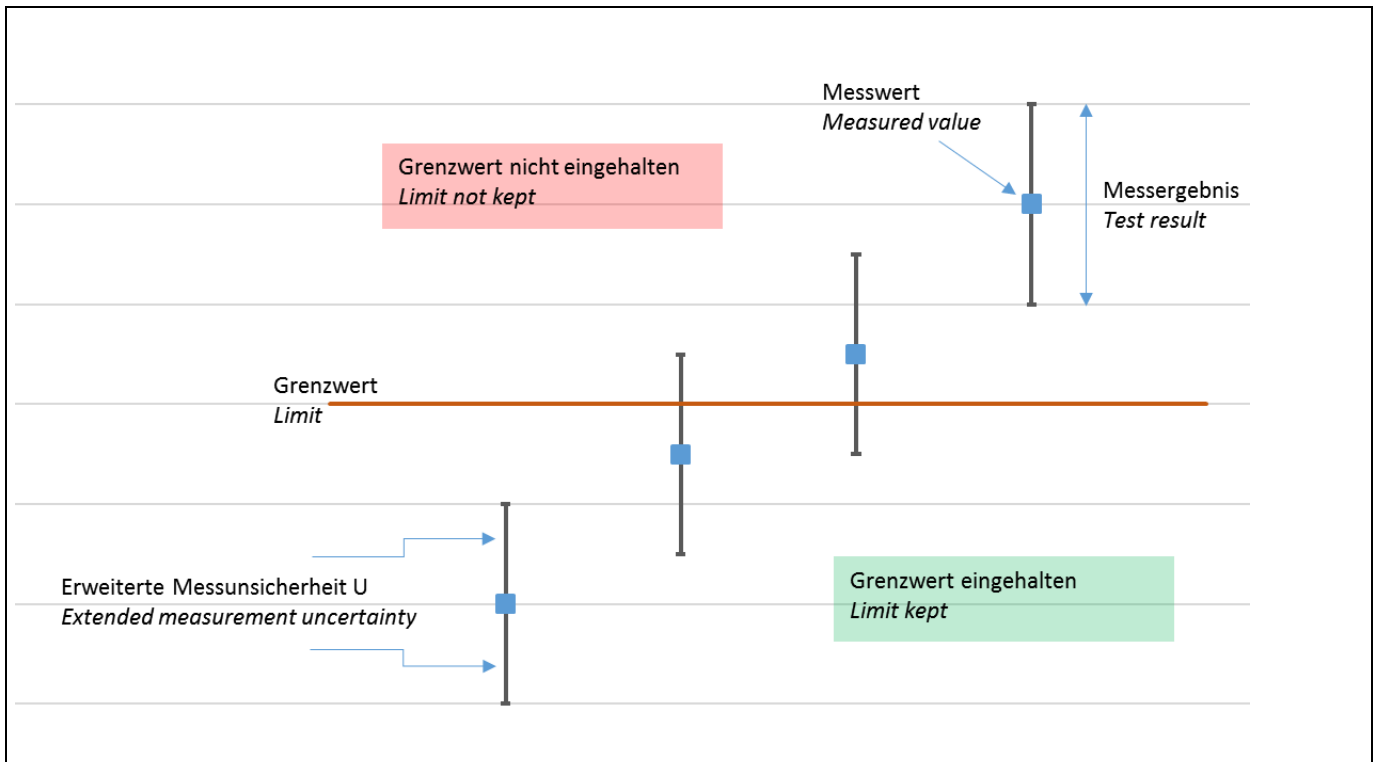 Messwert
Measured value
Grenzwert nicht eingehalten
Limit not kept
Messergebnis
Test result
Grenzwert
Limit
Erweiterte Messunsicherheit U
Extended measurement uncertainty
Grenzwert eingehalten
Limit kept